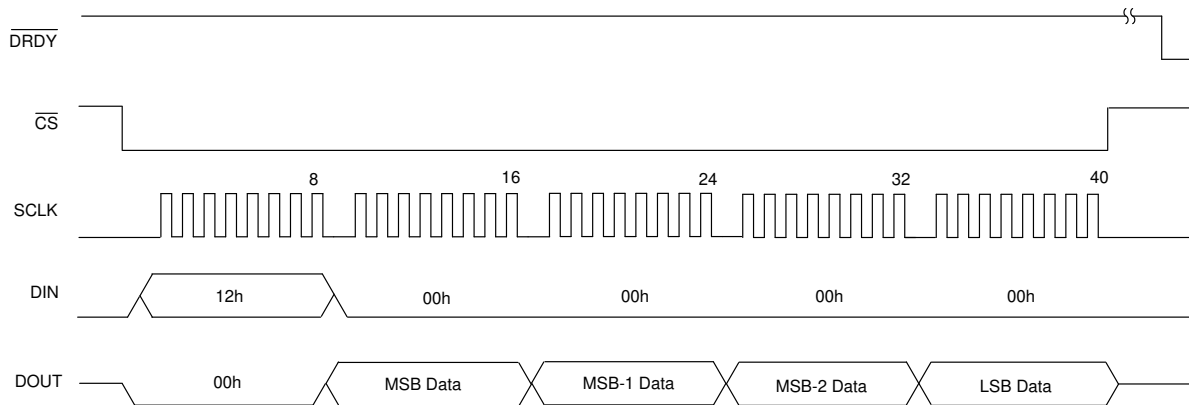 DRDY
CS
8 16 24 32 40
SCLK
DIN 12h 00h 00h 00h 00h
DOUT 00h MSB Data MSB-1 Data MSB-2 Data LSB Data